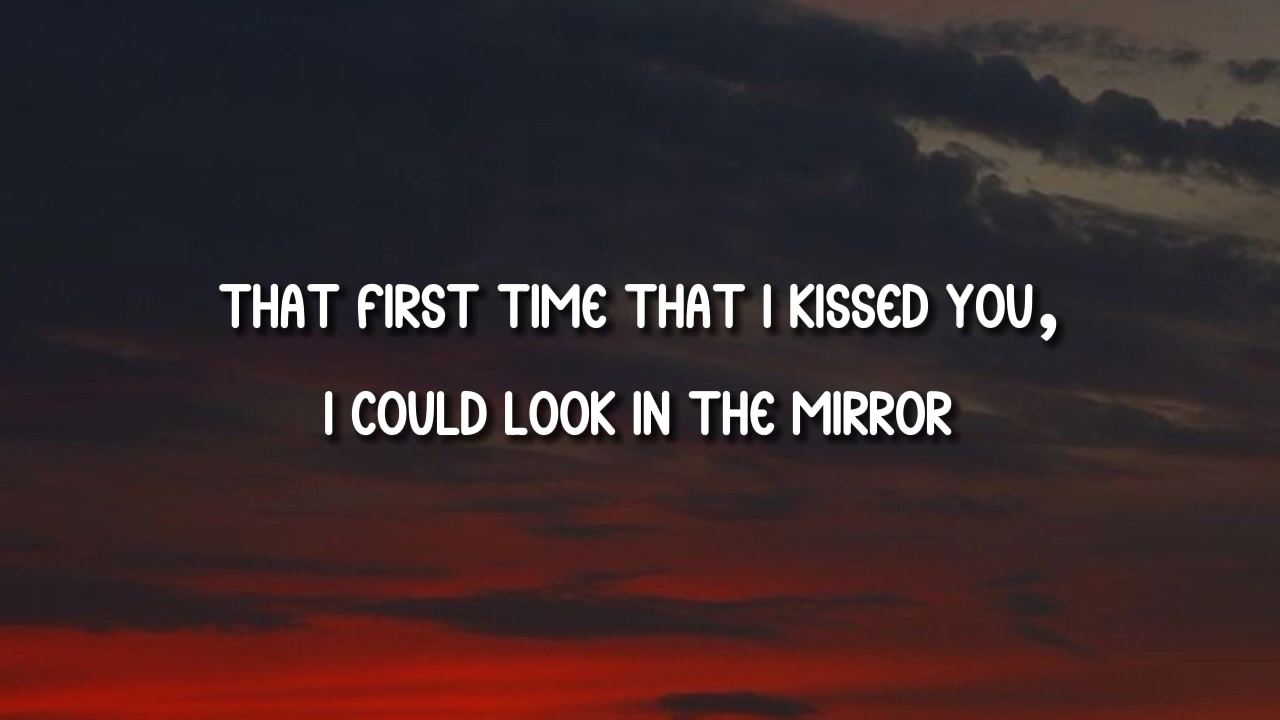 THAT FIRST TIME THAT I KISSED YOU,
I COULD LOOK IN THE MIRROR